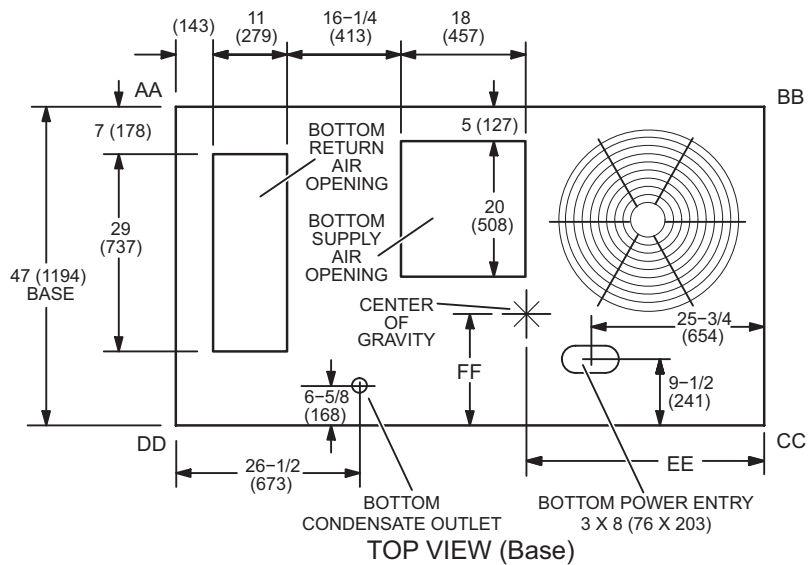 (143)
11
(279)
16−1/4
(413)
18
(457)
AA
BB
7 (178)
BOTTOM
RETURN
AIR
OPENING
5 (127)
29
(737)
20
(508)
BOTTOM
SUPPLY
AIR
OPENING
47 (1194)
BASE
CENTER
OF
GRAVITY
25−3/4
(654)
FF
6−5/8
(168)
9−1/2
(241)
DD
CC
26−1/2
(673)
EE
BOTTOM
CONDENSATE OUTLET
BOTTOM POWER ENTRY
3 X 8 (76 X 203)
TOP VIEW (Base)